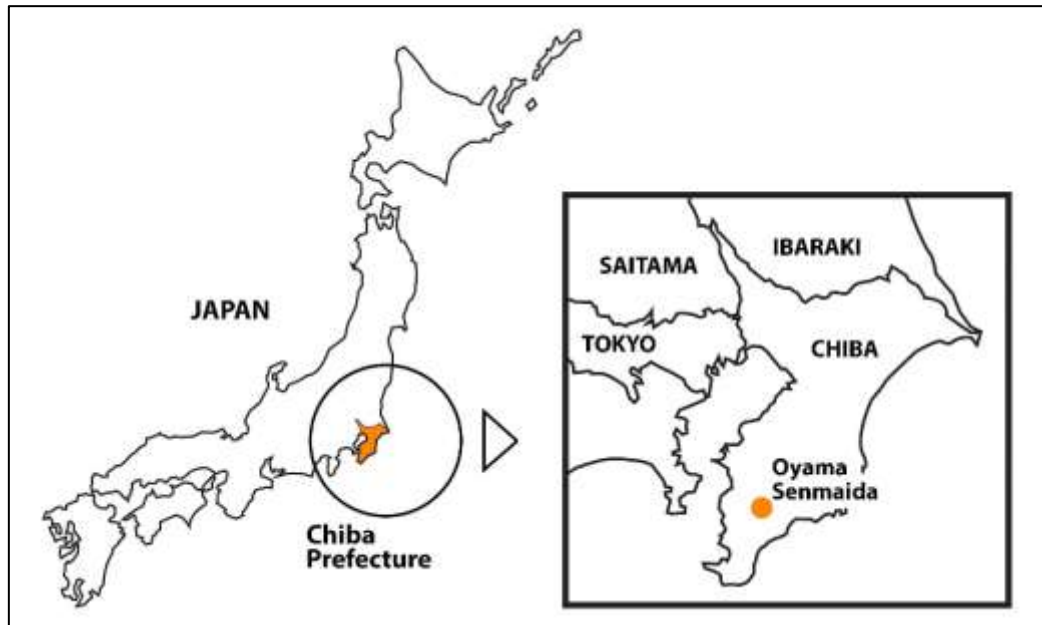 JAPAN
Chiba
Prefecture
SAITAMA
IBARAKI
TOKYO
CHIBA
Oyama
Senmaida